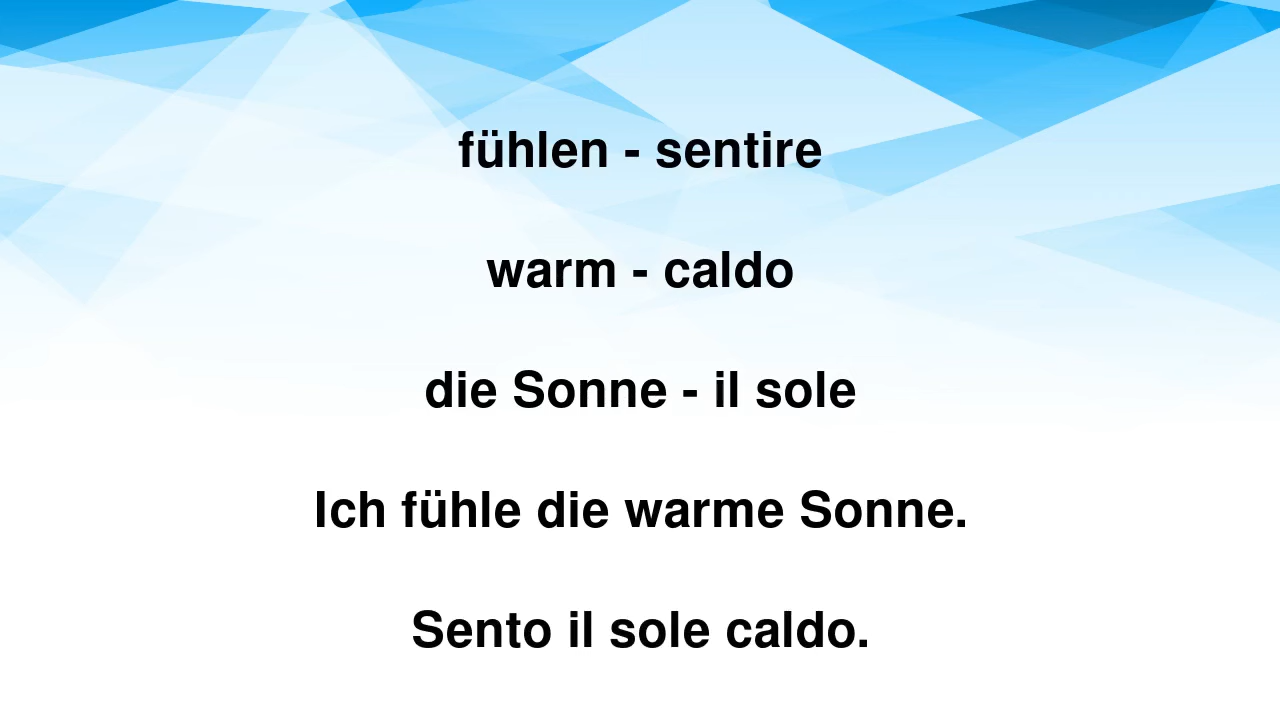 fühlen - sentire
warm - caldo
die Sonne - il sole
Ich fühle die warme Sonne.
Sento il sole caldo.